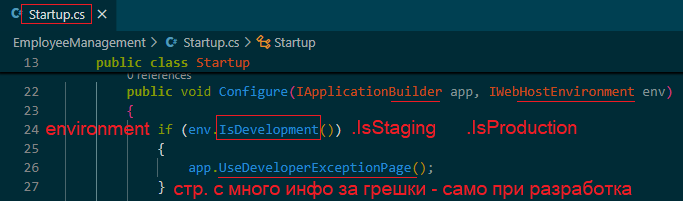 Startup.cs
EmployeeManagement > Startup.cs > Startup
13 public class Startup
0 references
22 public void Configure(IApplicationBuilder app, IWebHostEnvironment env)
23 {
environment 24 if (env.IsDevelopment()) .IsStaging .IsProduction
25 {
26 app.UseDeveloperExceptionPage();
27 } стр. с много инфо за грешки - само при разработка